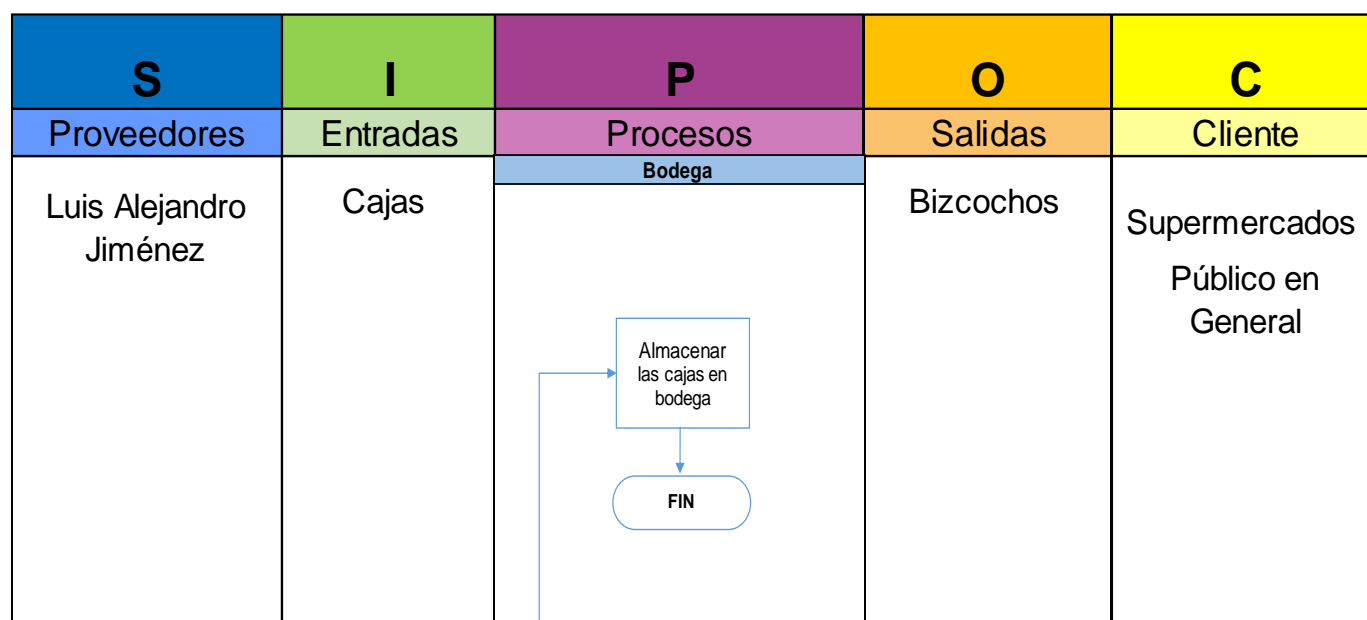 S I P O C
Proveedores Entradas Procesos Salidas Cliente
Bodega
Luis Alejandro
Jiménez
Cajas
Almacenar
las cajas en
bodega
FIN
Bizcochos
Supermercados
Público en
General